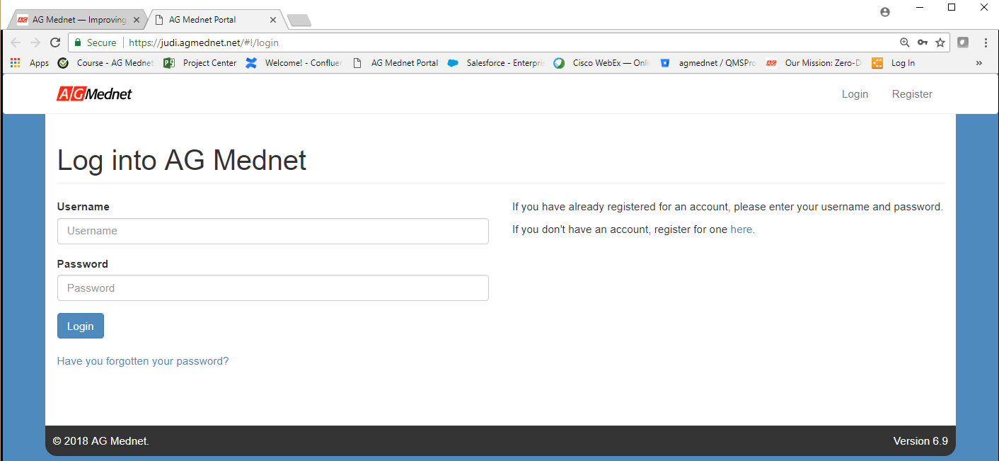 AG Mednet — Improving
AG Mednet Portal
Secure
https://judi.agmednet.net/#!/login
Apps
Course - AG Mednet
Project Center
Welcome! - Confluen
AG Mednet Portal
Salesforce - Enterpris
Cisco WebEx — Onli
agmednet / QMSPro
Our Mission: Zero-D
Log In
»
AG Mednet
Login
Register
Log into AG Mednet
Username
If you have already registered for an account, please enter your username and password.
Username
If you don't have an account, register for one here.
Password
Password
Login
Have you forgotten your password?
© 2018 AG Mednet.
Version 6.9